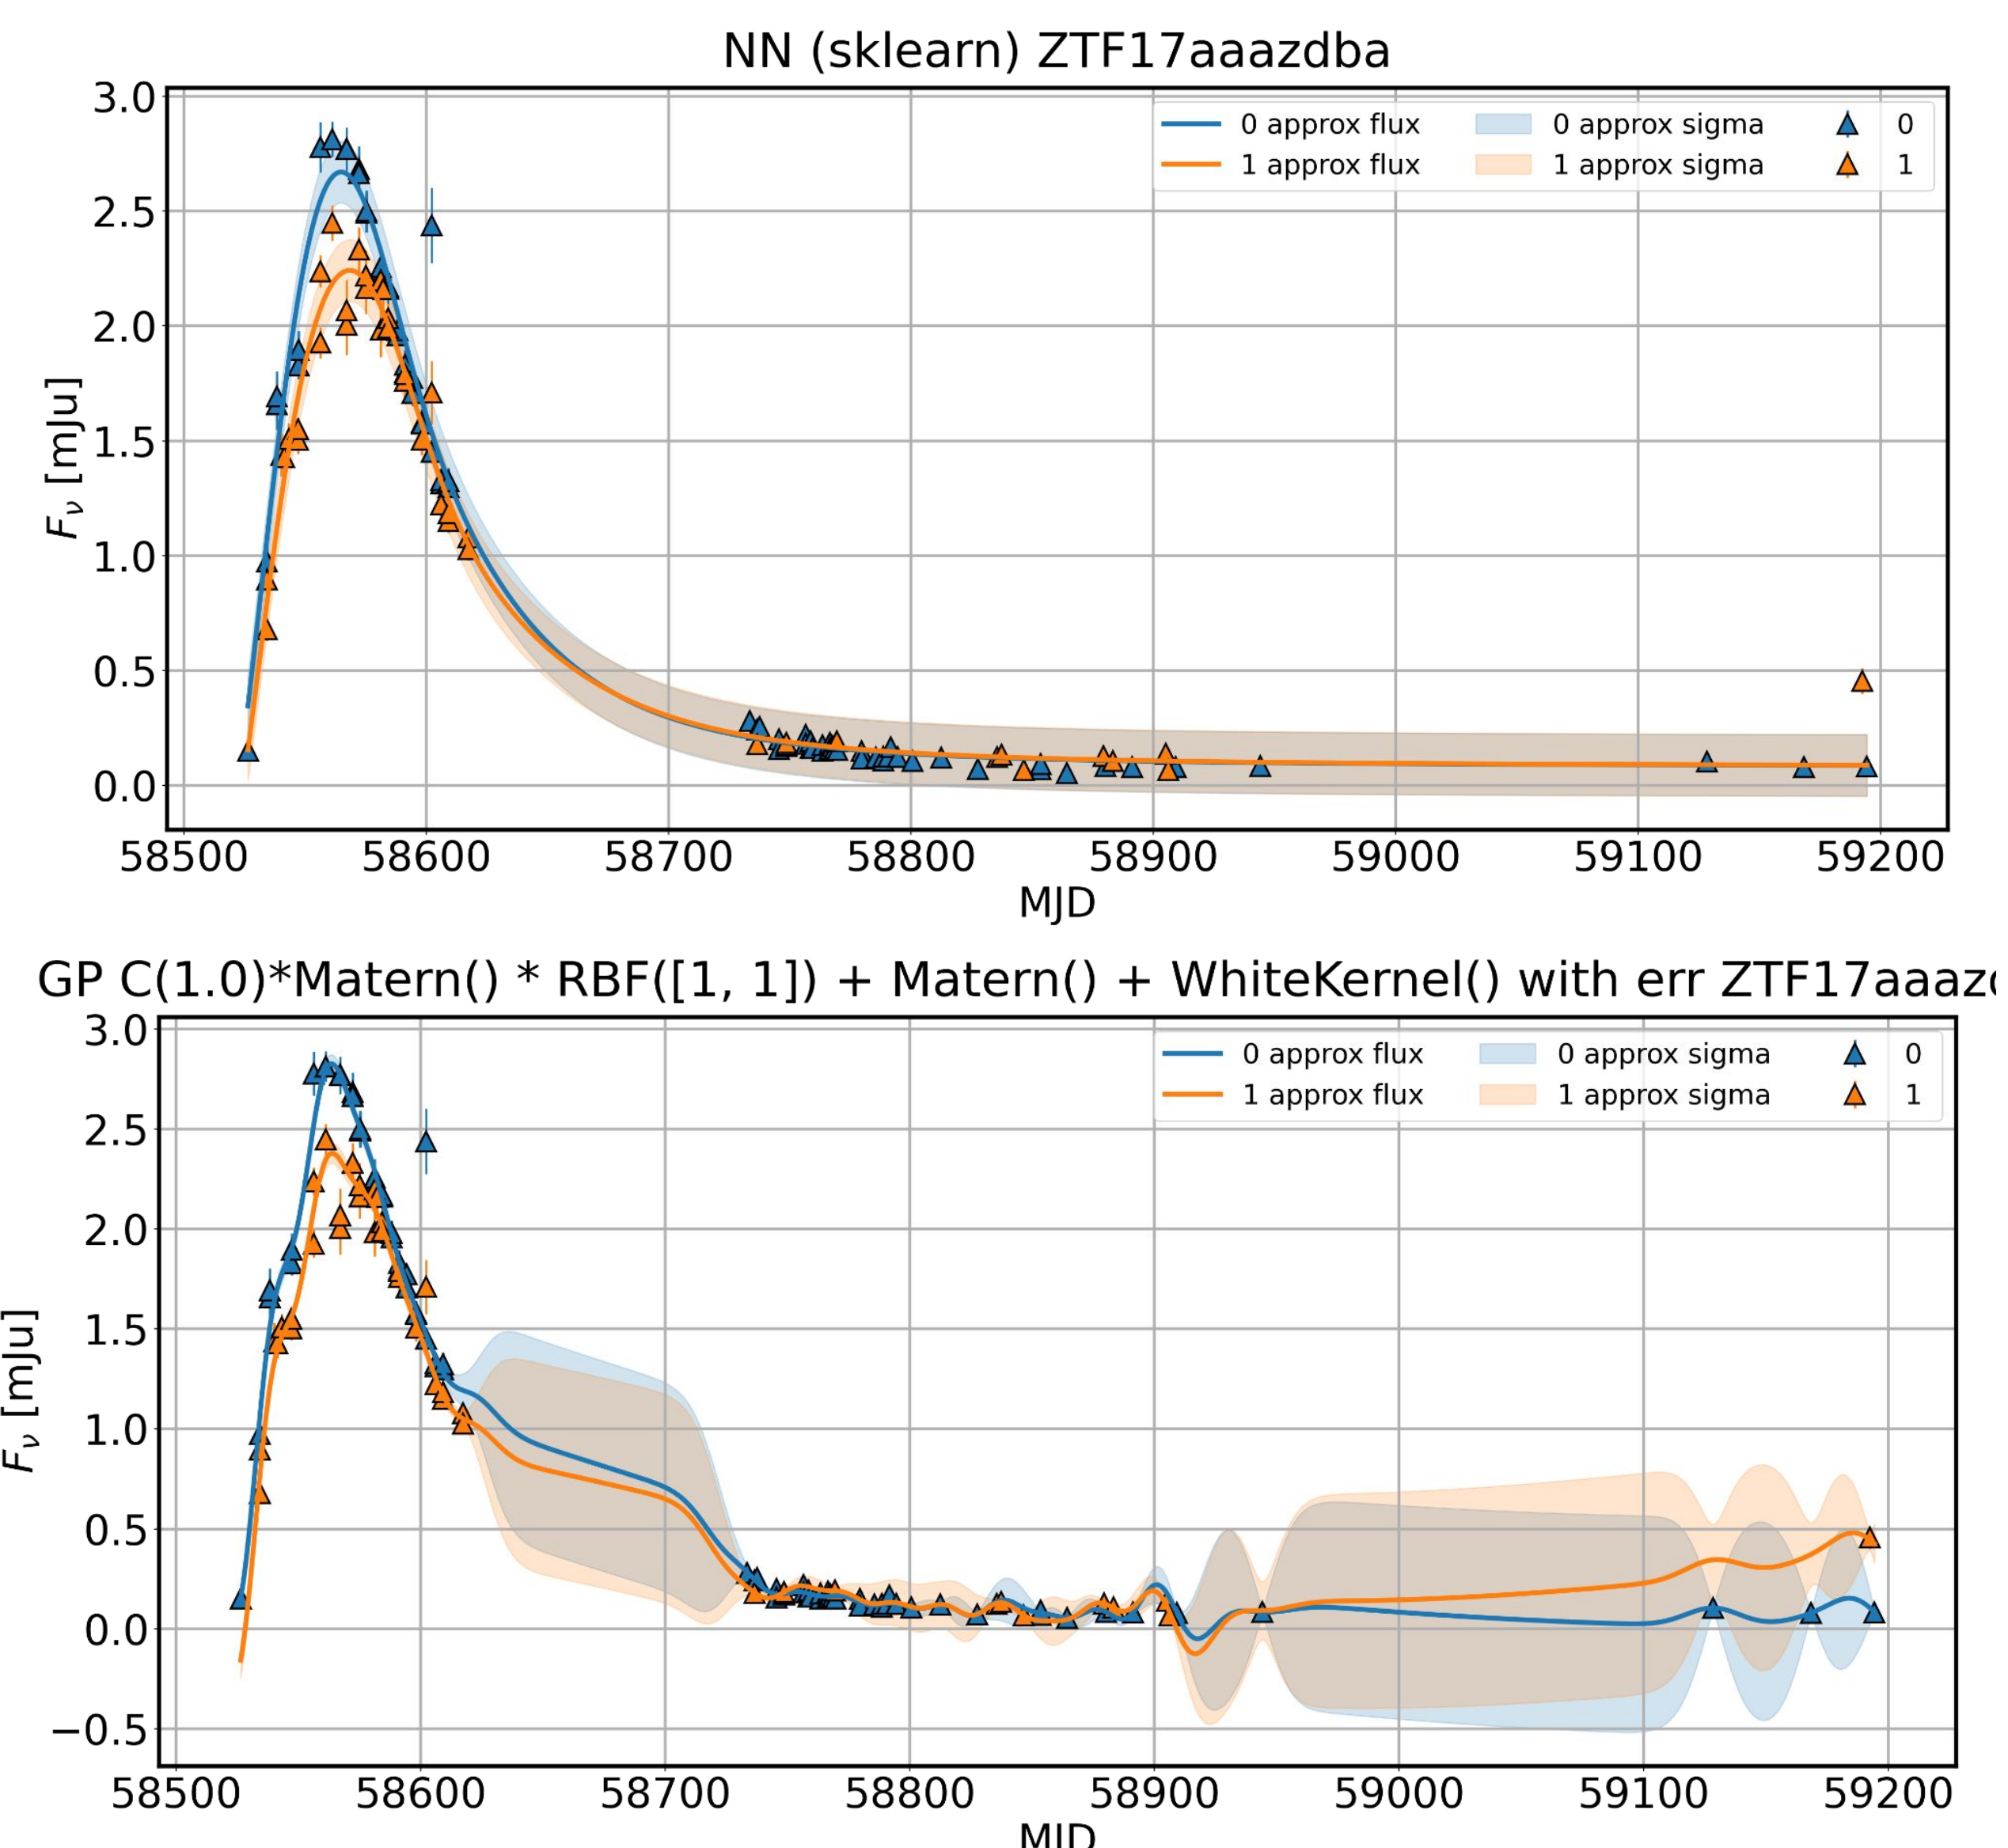 NN (sklearn) ZTF17aaazdba
3.0
2.5
2.0
1.5
1.0
0.5
0.0
Fν [mJu]
0 approx flux
1 approx flux
0 approx sigma
1 approx sigma
0
1
58500 58600 58700 58800 58900 59000 59100 59200
MJD
GP C(1.0)*Matern() * RBF([1, 1]) + Matern() + WhiteKernel() with err ZTF17aaaz
3.0
2.5
2.0
1.5
1.0
0.5
0.0
−0.5
Fν [mJu]
0 approx flux
1 approx flux
0 approx sigma
1 approx sigma
0
1
58500 58600 58700 58800 58900 59000 59100 59200
MJD